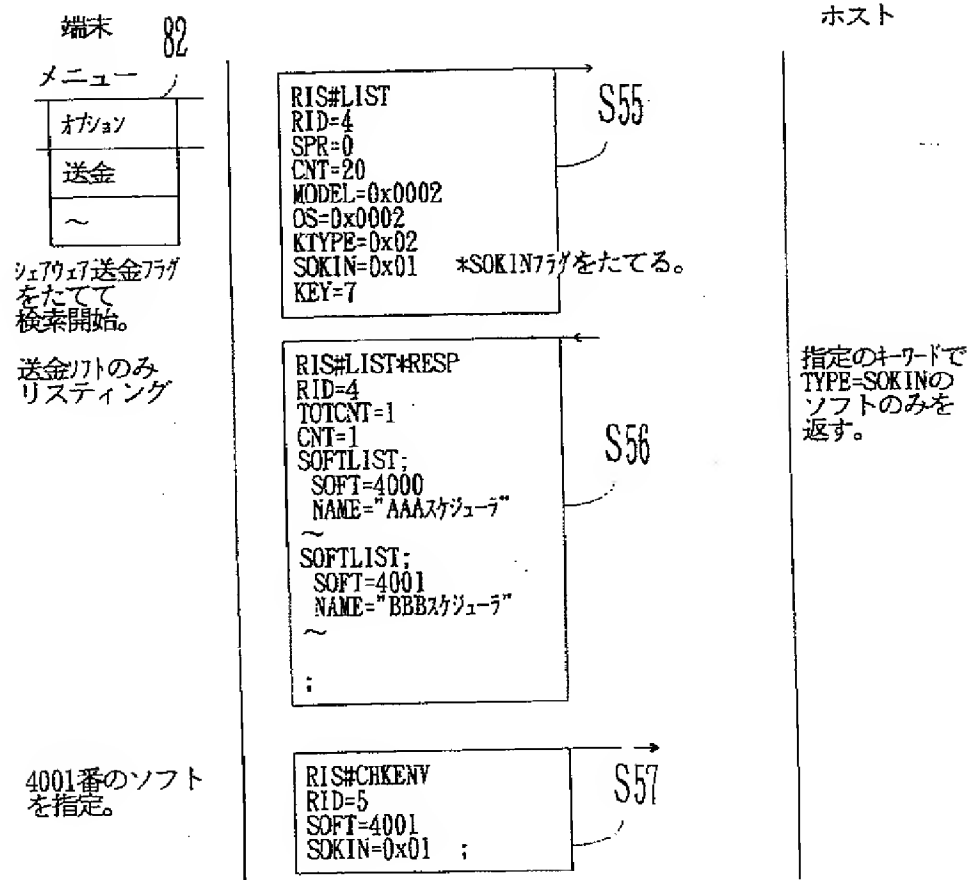 端末
82
ホスト
メニュー
オプション
送金
～
シェアウェア送金フラグ
をたてて
検索開始。
RIS#LIST
RID=4
SPR=0
CNT=20
MODEL=0x0002
OS=0x0002
KTYPE=0x02
SOKIN=0x01 *SOKINフラグをたてる。
KEY=7
S55
送金ソフトのみ
リスティング
RIS#LIST*RESP
RID=4
TOTCNT=1
CNT=1
SOFTLIST;
SOFT=4000
NAME="AAAスケジューラ"
～
SOFTLIST;
SOFT=4001
NAME="BBBスケジューラ"
～
;
S56
指定のキーワードで
TYPE=SOKINの
ソフトのみを
返す。
4001番のソフト
を指定。
RIS#CHKENV
RID=5
SOFT=4001
SOKIN=0x01 ;
S57